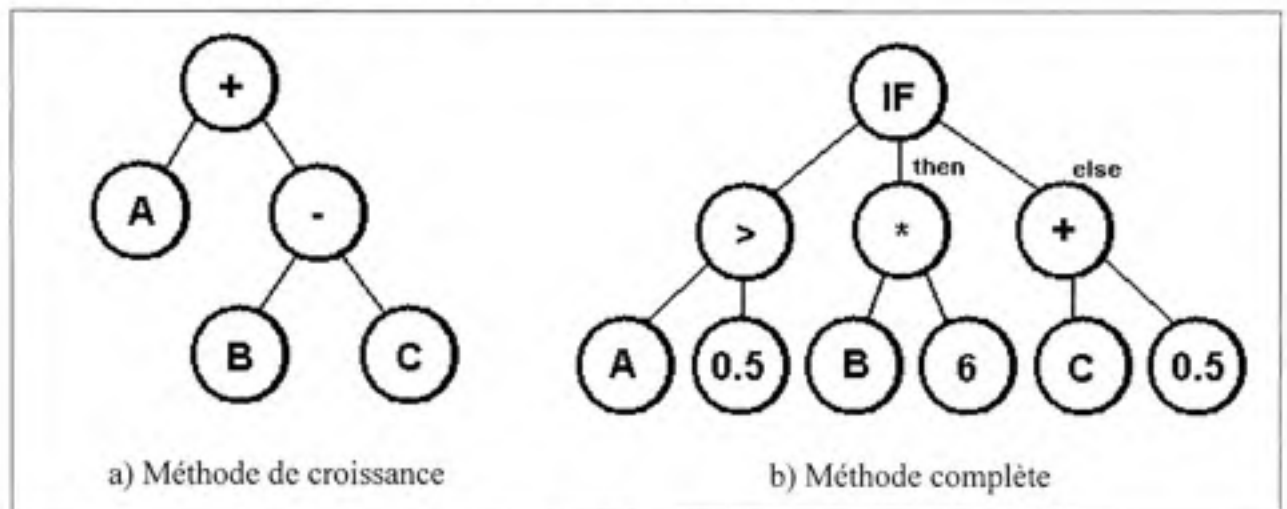 +
A
-
B
C
a) Méthode de croissance
IF
then
else
>
*
+
A
0.5
B
6
C
0.5
b) Méthode complète